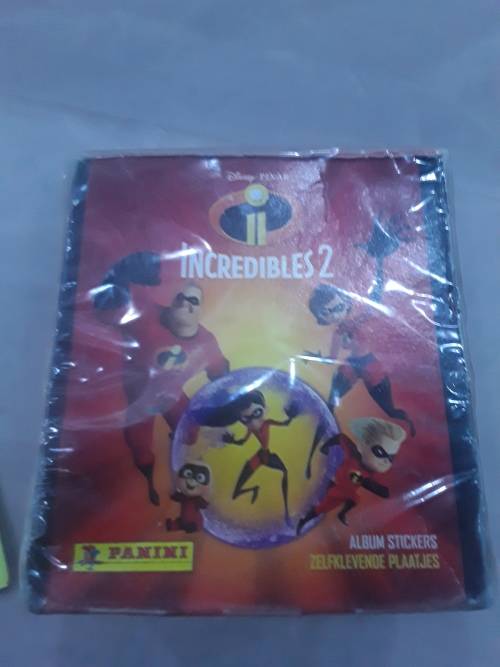 Disney · PIXAR
INCREDIBLES 2
PANINI
ALBUM STICKERS
ZELFKLEVENDE PLAATJES